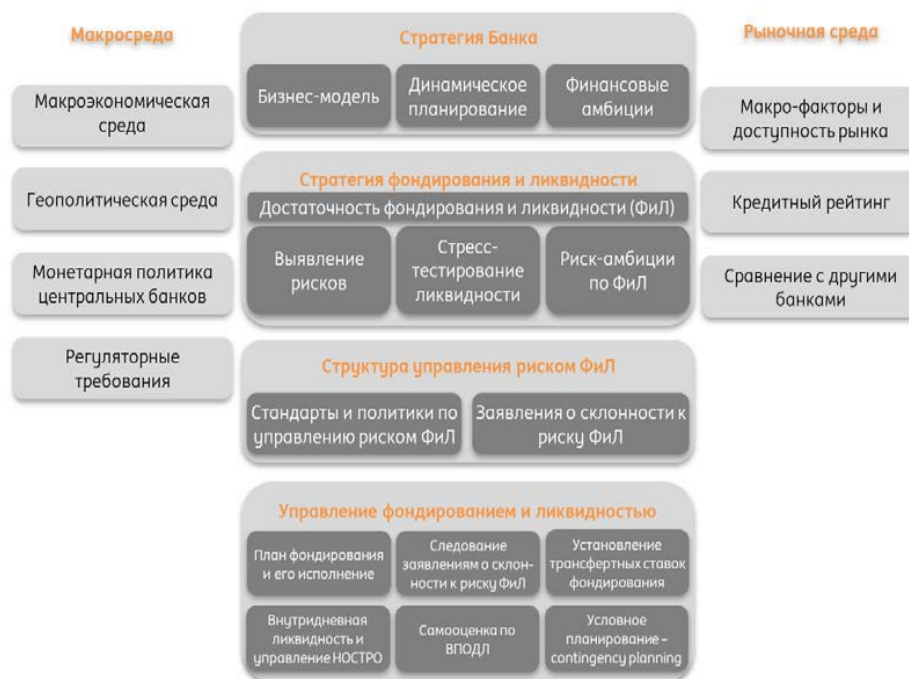 Макросреда
Макроэкономическая
среда
Геополитическая среда
Монетарная политика
центральных банков
Регуляторные
требования
Стратегия Банка
Бизнес-модель
Динамическое
планирование
Финансовые
амбиции
Стратегия фондирования и ликвидности
Достаточность фондирования и ликвидности (ФиЛ)
Выявление
рисков
Стресс-
тестирование
ликвидности
Риск-амбиции
по ФиЛ
Структура управления риском ФиЛ
Стандарты и политики по
управлению риском ФиЛ
Заявления о склонности к
риску ФиЛ
Управление фондированием и ликвидностью
План фондирования
и его исполнение
Следование
заявлениям о склон-
ности к риску ФиЛ
Установление
трансфертных ставок
фондирования
Внутридневная
ликвидность и
управление НОСТРО
Самооценка по
ВПОДЛ
Условное
планирование –
contingency planning
Рыночная среда
Макро-факторы и
доступность рынка
Кредитный рейтинг
Сравнение с другими
банками